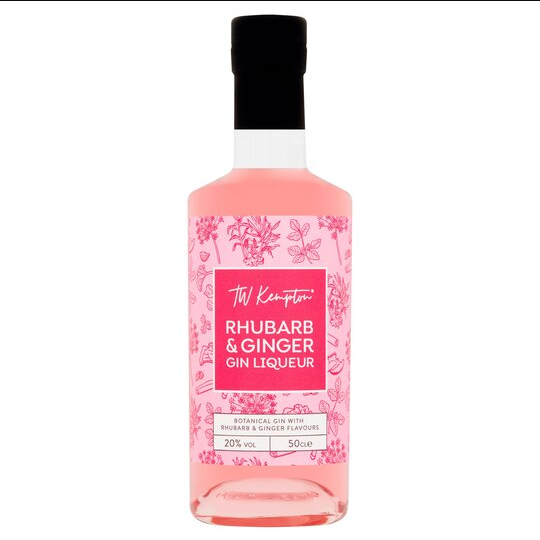 TW Kempton®
RHUBARB
& GINGER
GIN LIQUEUR
BOTANICAL GIN WITH
RHUBARB & GINGER FLAVOURS
20% VOL 50CLe